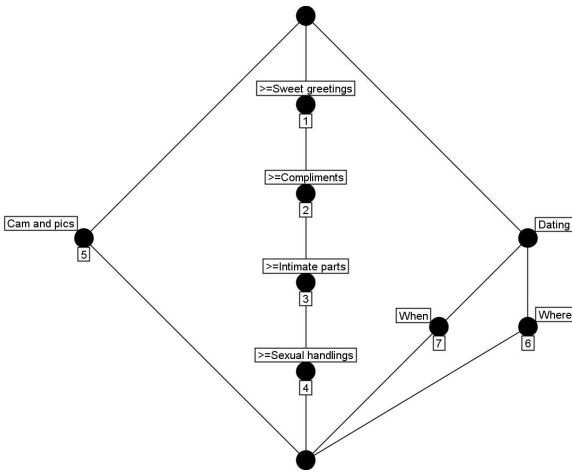 >=Sweet greetings
1
>=Compliments
2
Cam and pics
5
Dating
>=Intimate parts
3
When
7
Where
6
>=Sexual handlings
4